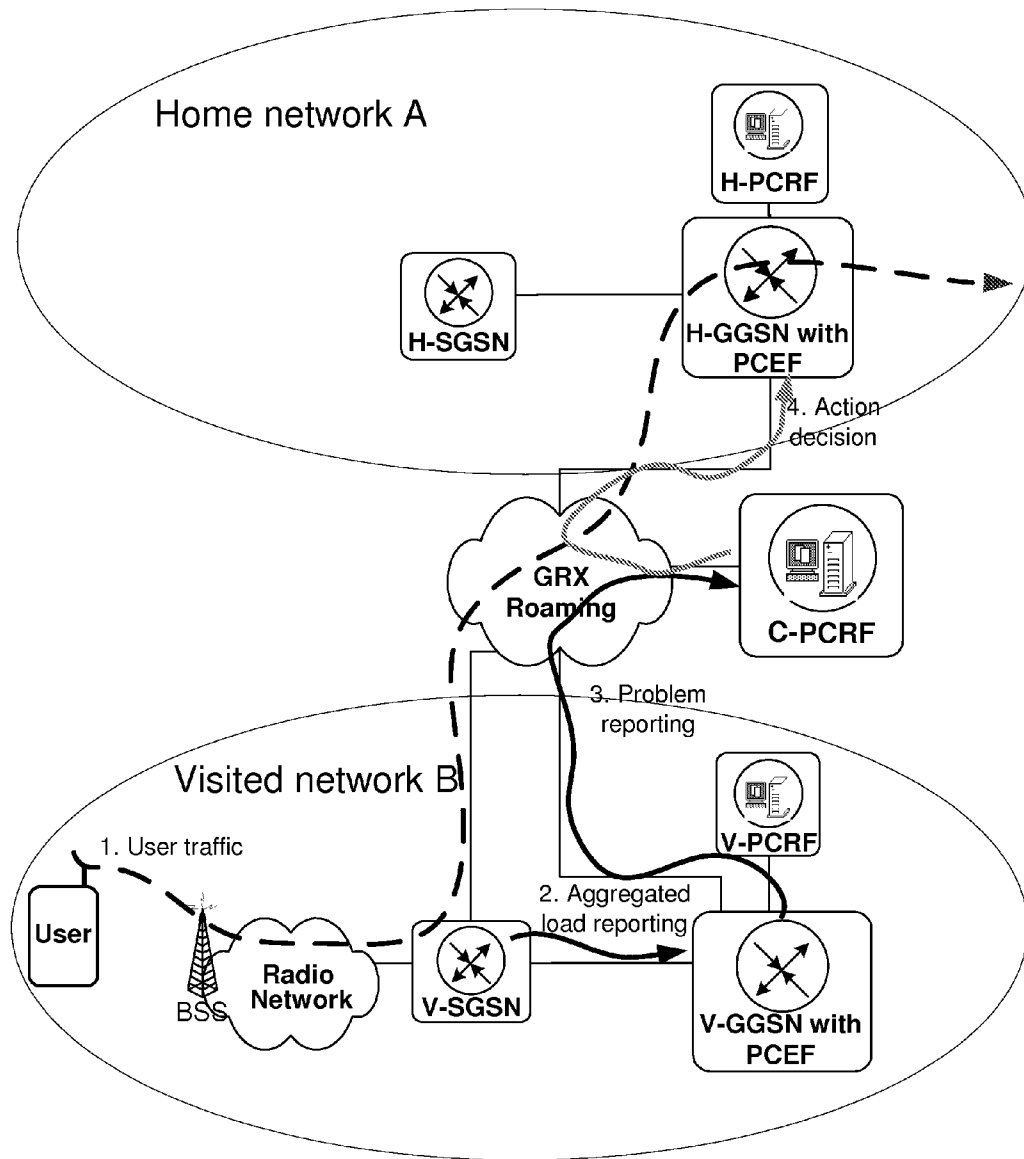 Home network A
H-PCRF
H-SGSN
H-GGSN with
PCEF
4. Action
decision
GRX
Roaming
C-PCRF
3. Problem
reporting
Visited network B
V-PCRF
1. User traffic
2. Aggregated
load reporting
User
Radio
Network
BSS
V-SGSN
V-GGSN with
PCEF